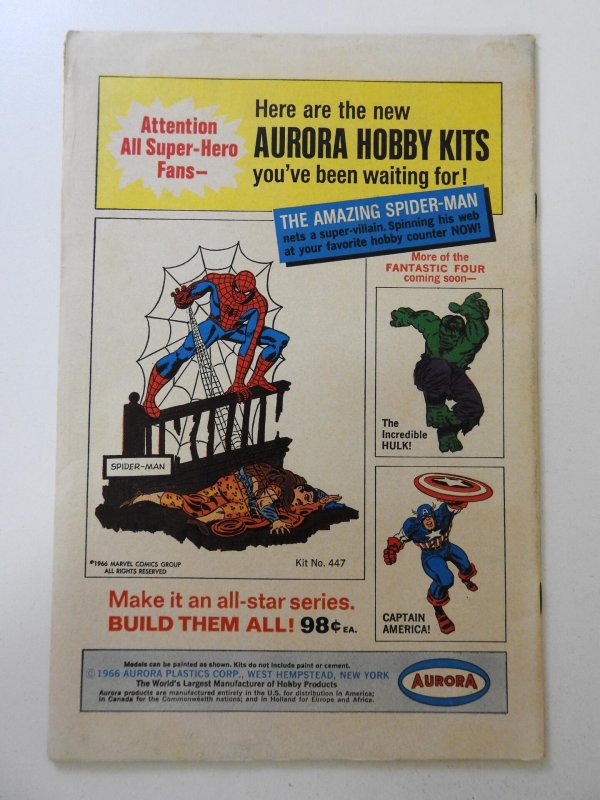 Attention
All Super-Hero
Fans—
Here are the new
AURORA HOBBY KITS
you've been waiting for!
THE AMAZING SPIDER-MAN
nets a super-villain. Spinning his web
at your favorite hobby counter NOW!
More of the
FANTASTIC FOUR
coming soon—
The
Incredible
HULK!
SPIDER-MAN
©1966 MARVEL COMICS GROUP
ALL RIGHTS RESERVED
Kit No. 447
CAPTAIN
AMERICA!
Make it an all-star series.
BUILD THEM ALL! 98¢ EA.
Models can be painted as shown. Kits do not include paint or cement.
©1966 AURORA PLASTICS CORP., WEST HEMPSTEAD, NEW YORK
The World's Largest Manufacturer of Hobby Products
Aurora products are manufactured entirely in the U.S. for distribution in America;
in Canada for the Commonwealth nations; and in Holland for Europe and Africa.
AURORA